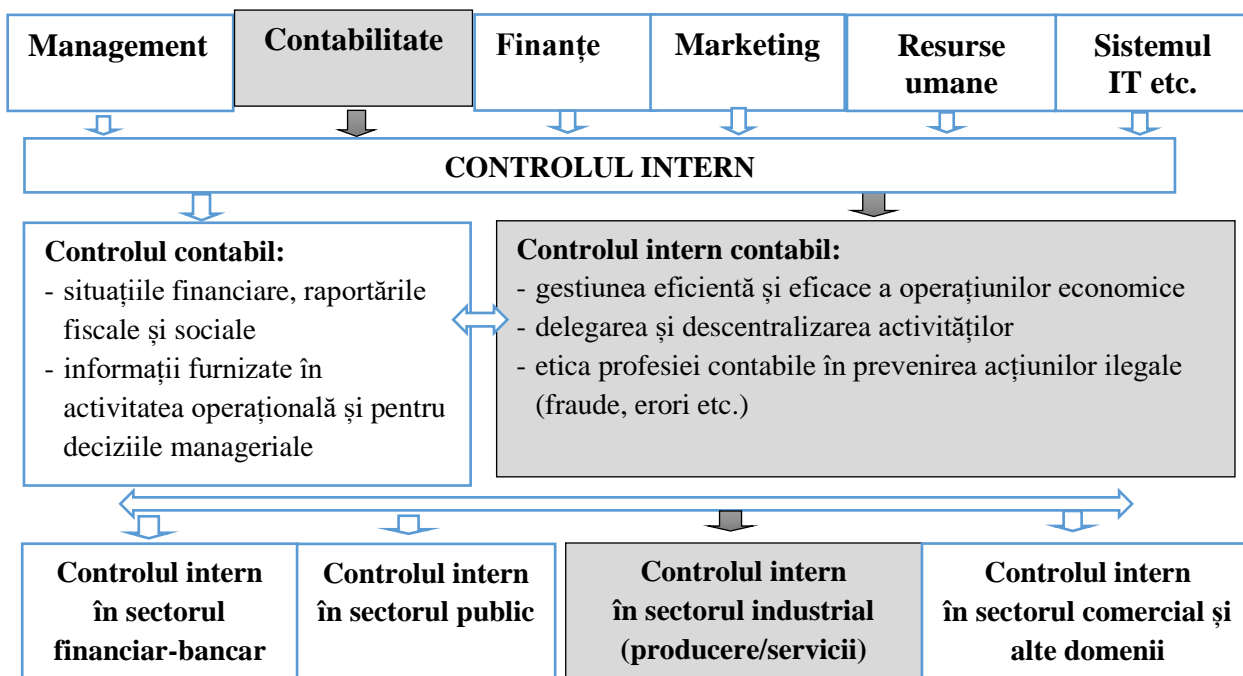 Management
Contabilitate
Finanțe
Marketing
Resurse
umane
Sistemul
IT etc.
CONTROLUL INTERN
Controlul contabil:
- situațiile financiare, raportările
fiscale și sociale
- informații furnizate în
activitatea operațională și pentru
deciziile manageriale
Controlul intern contabil:
- gestiunea eficientă și eficace a operațiunilor economice
- delegarea și descentralizarea activităților
- etica profesiei contabile în prevenirea acțiunilor ilegale
(fraude, erori etc.)
Controlul intern
în sectorul
financiar-bancar
Controlul intern
în sectorul public
Controlul intern
în sectorul industrial
(producere/servicii)
Controlul intern
în sectorul comercial și
alte domenii